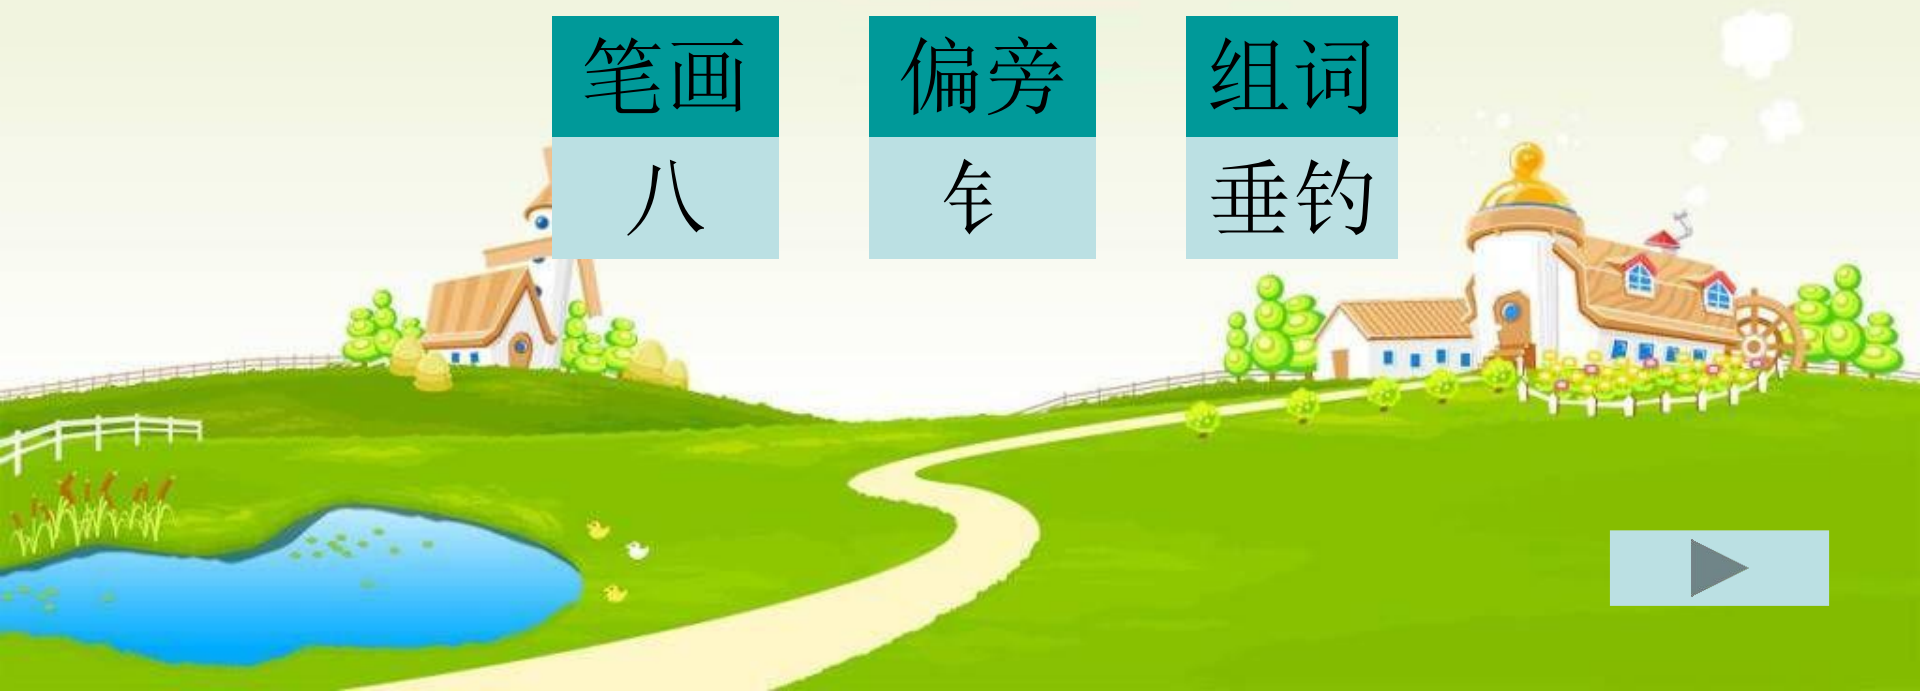 笔画 偏旁 组词
八 钅 垂钓